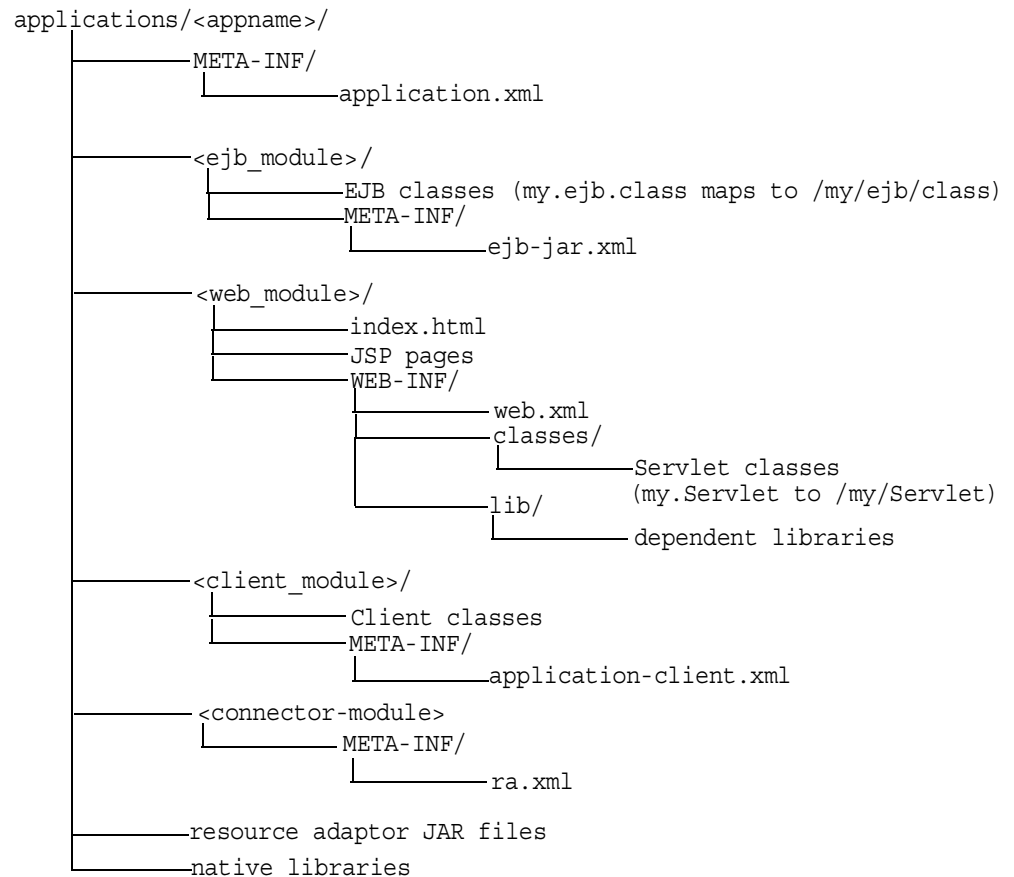 applications/<appname>/
META-INF/
application.xml
<ejb_module>/
EJB classes (my.ejb.class maps to /my/ejb/class)
META-INF/
ejb-jar.xml
<web_module>/
index.html
JSP pages
WEB-INF/
web.xml
classes/
Servlet classes
(my.Servlet to /my/Servlet)
lib/
dependent libraries
<client_module>/
Client classes
META-INF/
application-client.xml
<connector-module>
META-INF/
ra.xml
resource adaptor JAR files
native libraries